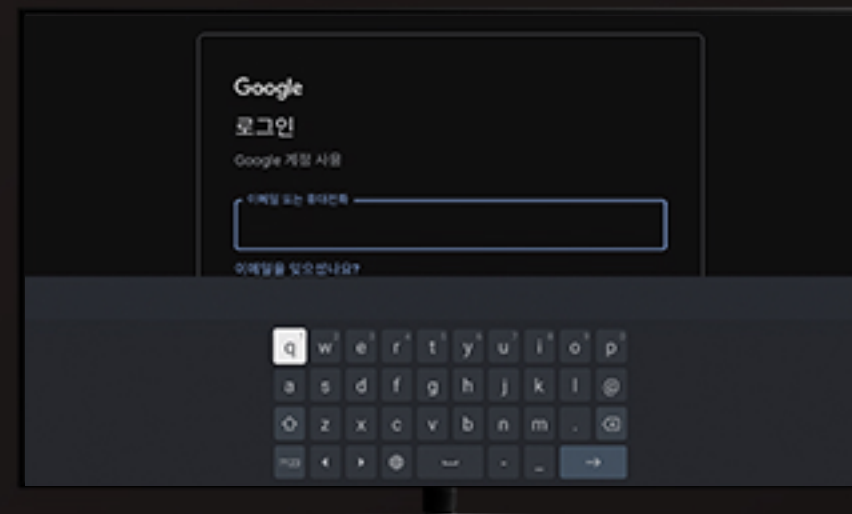 Google
로그인
Google 계정 사용
이메일 또는 휴대전화
이메일을 잊으셨나요?
q w e r t y u i o p
a s d f g h j k l @
z x c v b n m .
- _